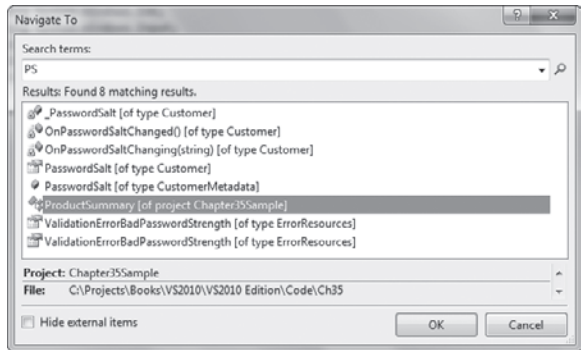 Navigate To
Search terms:
PS
Results: Found 8 matching results.
_PasswordSalt [of type Customer]
OnPasswordSaltChanged() [of type Customer]
OnPasswordSaltChanging(string) [of type Customer]
PasswordSalt [of type Customer]
PasswordSalt [of type CustomerMetadata]
ProductSummary [of project Chapter35Sample]
ValidationErrorBadPasswordStrength [of type ErrorResources]
ValidationErrorBadPasswordStrength [of type ErrorResources]
Project: Chapter35Sample
File: C:\Projects\Books\VS2010\VS2010 Edition\Code\Ch35
Hide external items
OK Cancel